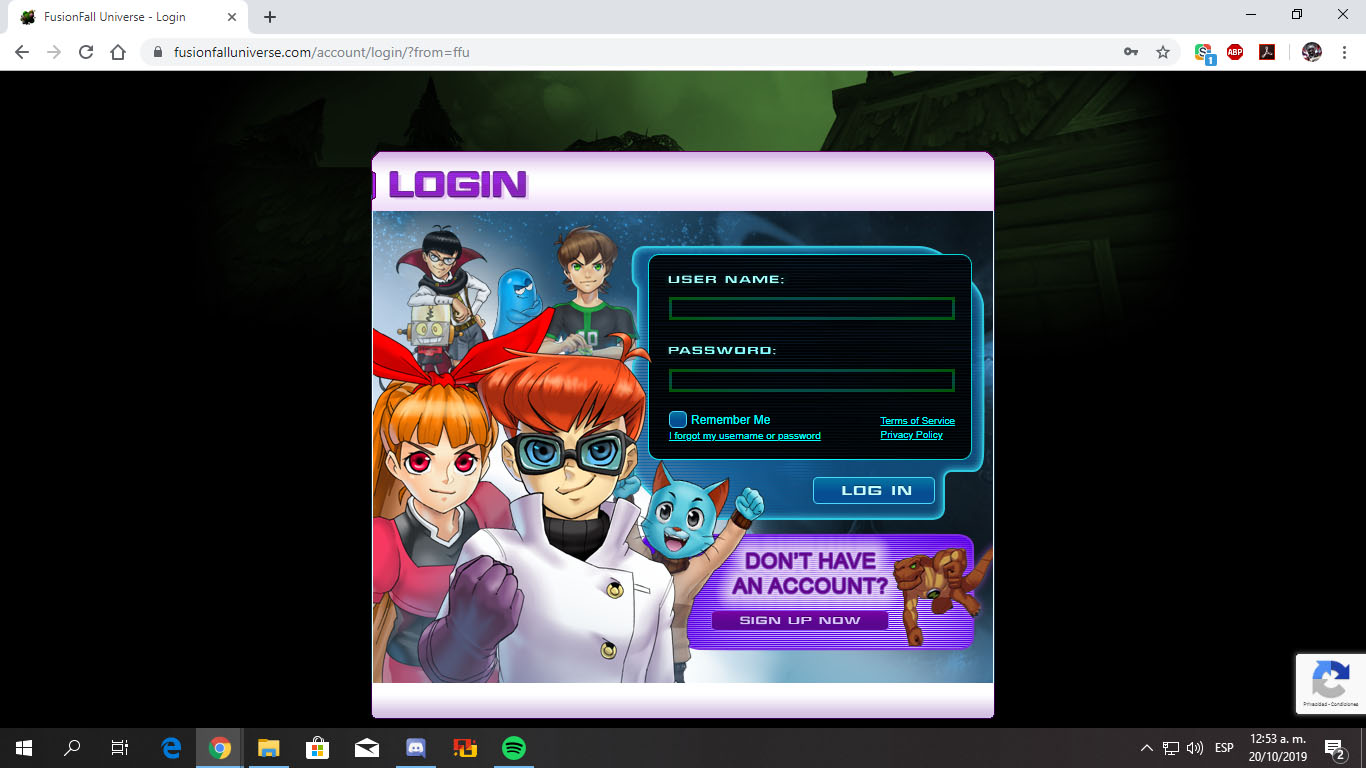 FusionFall Universe - Login
fusionfalluniverse.com/account/login/?from=ffu
S
1
ABP
LOGIN
USER NAME:
PASSWORD:
Remember Me
Terms of Service
I forgot my username or password
Privacy Policy
LOG IN
DON'T HAVE
AN ACCOUNT?
SIGN UP NOW
Privacidad - Condiciones
ESP
12:53 a. m.
20/10/2019
2